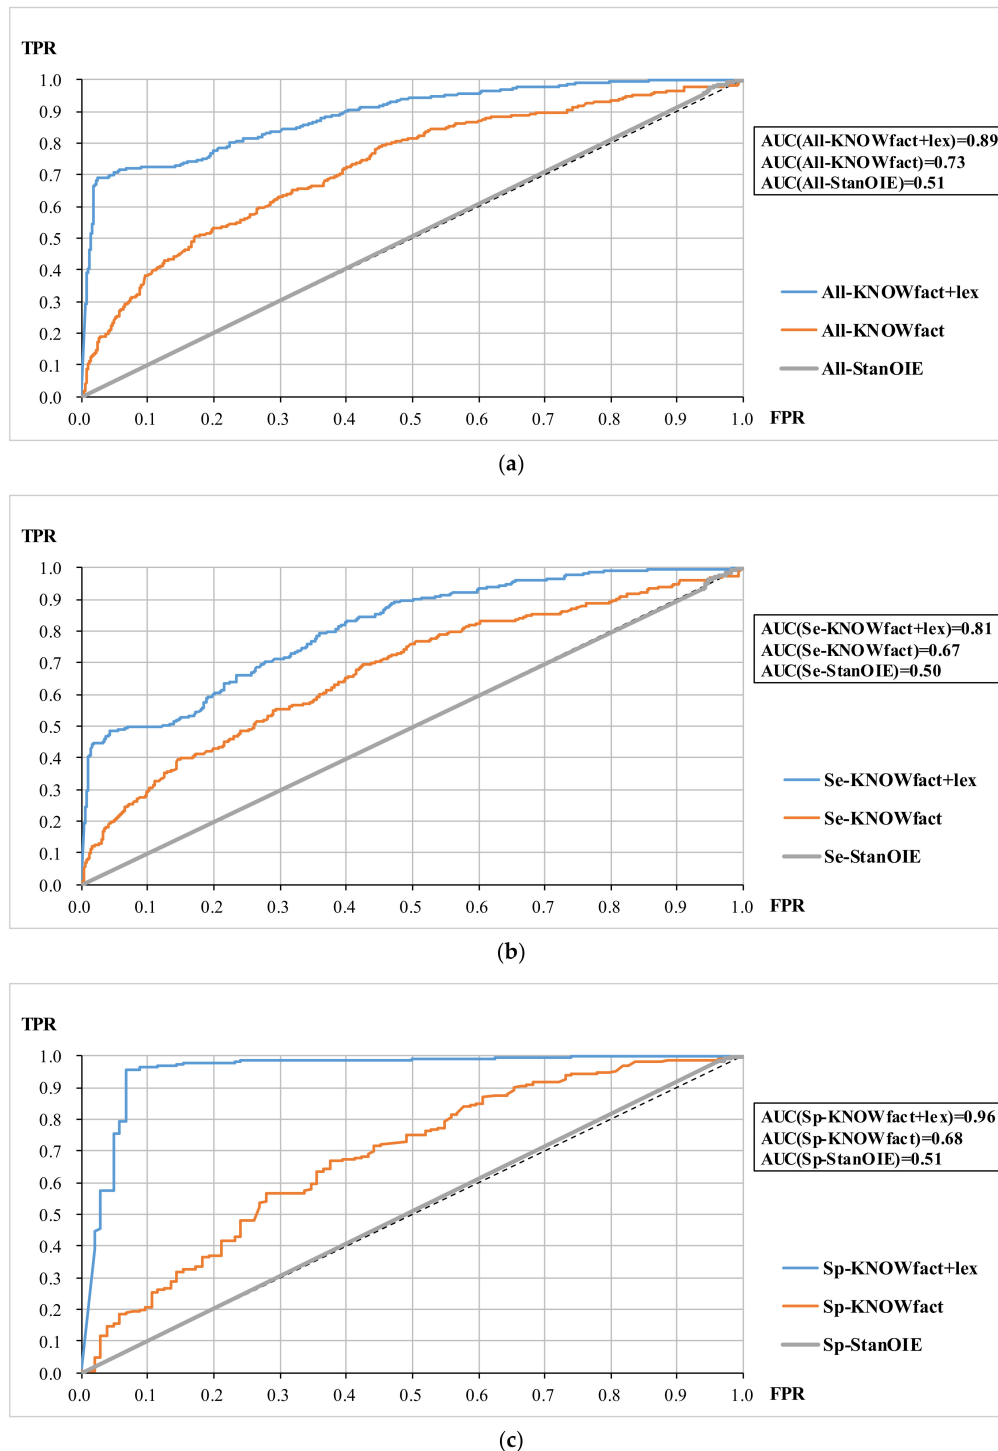 TPR
1.0
0.9
0.8
0.7
0.6
0.5
0.4
0.3
0.2
0.1
0.0
0.0 0.1 0.2 0.3 0.4 0.5 0.6 0.7 0.8 0.9 1.0 FPR
AUC(All-KNOWfact+lex)=0.89
AUC(All-KNOWfact)=0.73
AUC(All-StanOIE)=0.51
All-KNOWfact+lex
All-KNOWfact
All-StanOIE
(a)
TPR
1.0
0.9
0.8
0.7
0.6
0.5
0.4
0.3
0.2
0.1
0.0
0.0 0.1 0.2 0.3 0.4 0.5 0.6 0.7 0.8 0.9 1.0 FPR
AUC(Se-KNOWfact+lex)=0.81
AUC(Se-KNOWfact)=0.67
AUC(Se-StanOIE)=0.50
Se-KNOWfact+lex
Se-KNOWfact
Se-StanOIE
(b)
TPR
1.0
0.9
0.8
0.7
0.6
0.5
0.4
0.3
0.2
0.1
0.0
0.0 0.1 0.2 0.3 0.4 0.5 0.6 0.7 0.8 0.9 1.0 FPR
AUC(Sp-KNOWfact+lex)=0.96
AUC(Sp-KNOWfact)=0.68
AUC(Sp-StanOIE)=0.51
Sp-KNOWfact+lex
Sp-KNOWfact
Sp-StanOIE
(c)